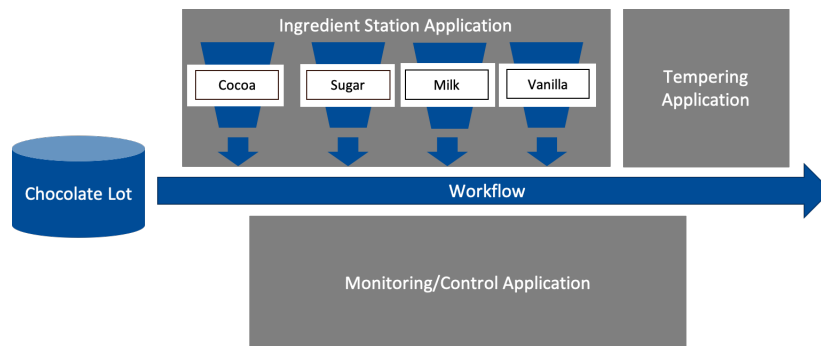 Ingredient Station Application
Cocoa
Sugar
Milk
Vanilla
Tempering
Application
Chocolate Lot
Workflow
Monitoring/Control Application